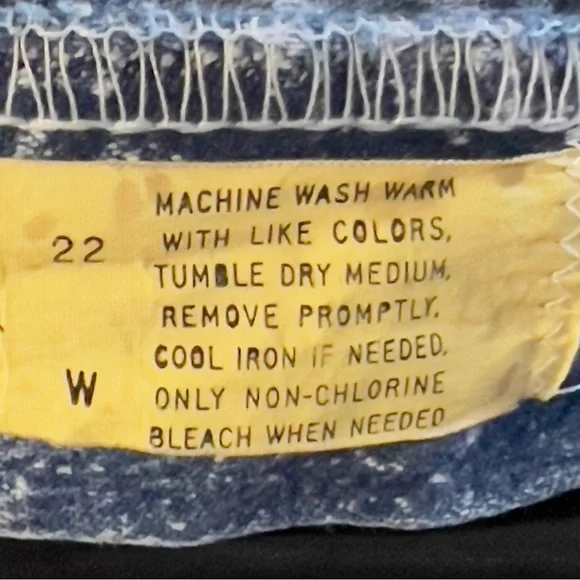 MACHINE WASH WARM
22 WITH LIKE COLORS,
TUMBLE DRY MEDIUM,
REMOVE PROMPTLY,
COOL IRON IF NEEDED.
W ONLY NON-CHLORINE
BLEACH WHEN NEEDED